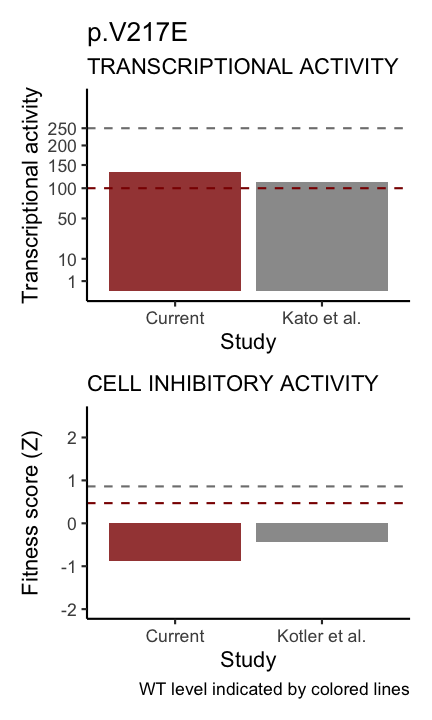 p.V217E
TRANSCRIPTIONAL ACTIVITY
Transcriptional activity
250
200
150
100
50
10
1
Current
Kato et al.
Study
CELL INHIBITORY ACTIVITY
Fitness score (Z)
2
1
0
-1
-2
Current
Kotler et al.
Study
WT level indicated by colored lines